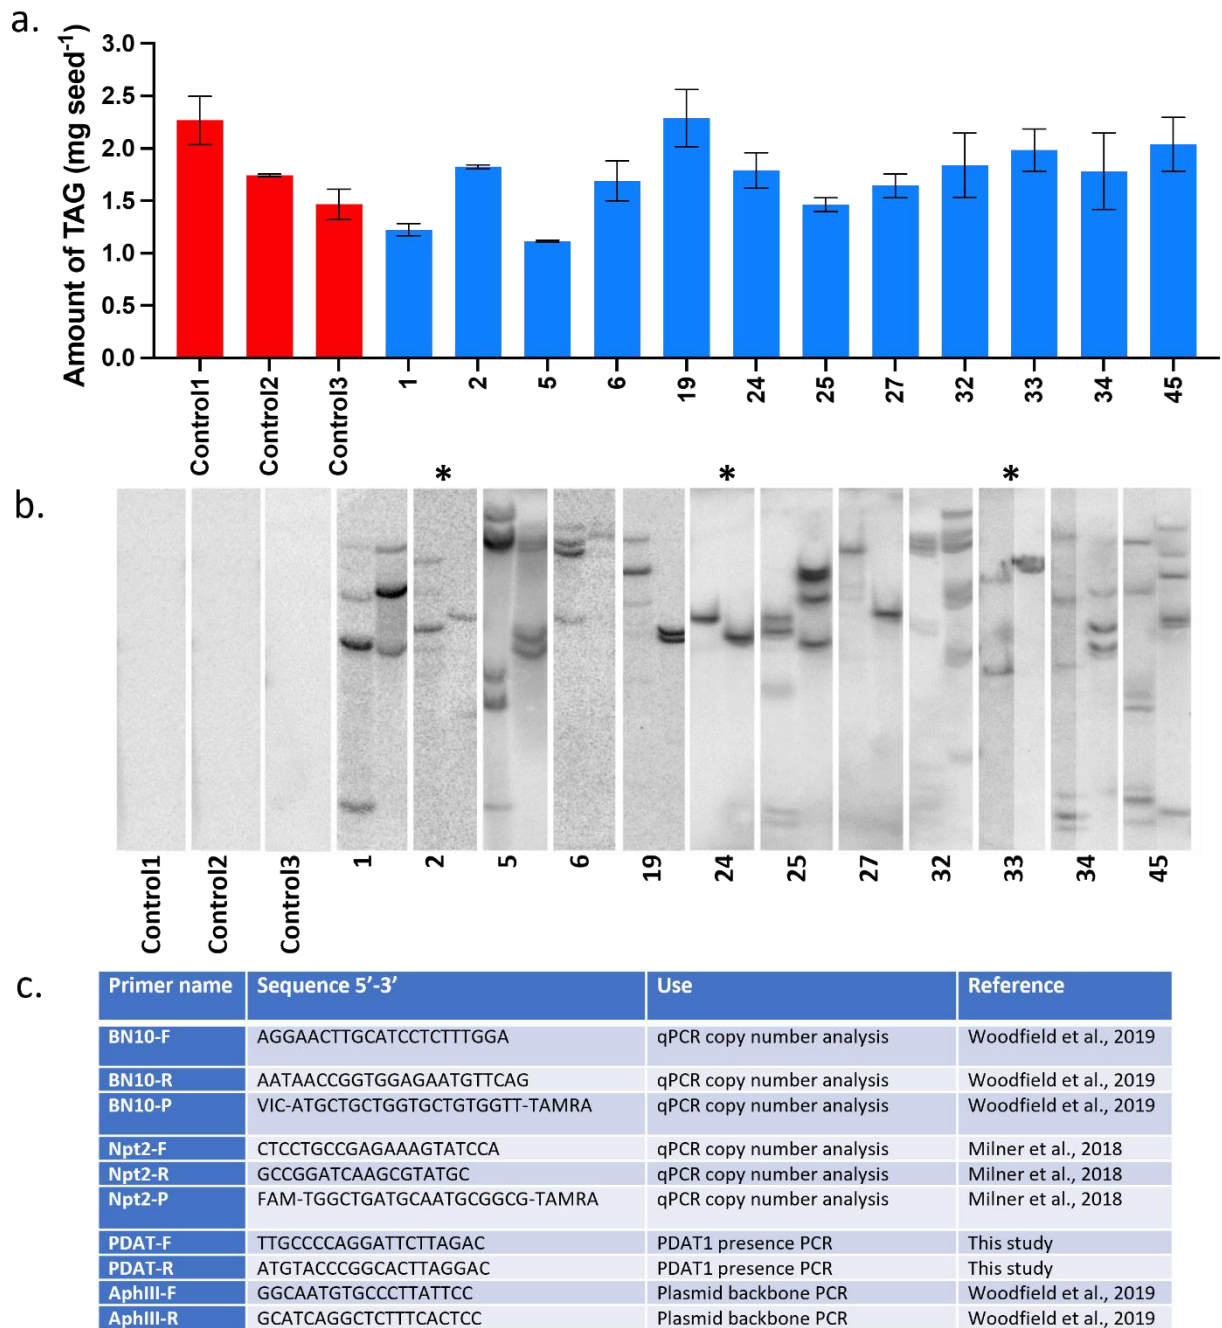 a.
Amount of TAG (mg seed-1)
3.0
2.5
2.0
1.5
1.0
0.5
0.0
Control1 Control2 Control3 1 2 5 6 19 24 25 27 32 33 34 45
* * *
b.
Control1 Control2 Control3 1 2 5 6 19 24 25 27 32 33 34 45
c.
Primer name Sequence 5’-3’ Use Reference
BN10-F AGGAACTTGCATCCTCTTTGGA qPCR copy number analysis Woodfield et al., 2019
BN10-R AATAACCGGTGGAGAATGTTCAG qPCR copy number analysis Woodfield et al., 2019
BN10-P VIC-ATGCTGCTGGTGCTGTGGTT-TAMRA qPCR copy number analysis Woodfield et al., 2019
Npt2-F CTCCTGCCGAGAAAGTATCCA qPCR copy number analysis Milner et al., 2018
Npt2-R GCCGGATCAAGCGTATGC qPCR copy number analysis Milner et al., 2018
Npt2-P FAM-TGGCTGATGCAATGCGGCG-TAMRA qPCR copy number analysis Milner et al., 2018
PDAT-F TTGCCCCAGGATTCTTAGAC PDAT1 presence PCR This study
PDAT-R ATGTACCCGGCACTTAGGAC PDAT1 presence PCR This study
AphIII-F GGCAATGTGCCCTTATTCC Plasmid backbone PCR Woodfield et al., 2019
AphIII-R GCATCAGGCTCTTTCACTCC Plasmid backbone PCR Woodfield et al., 2019